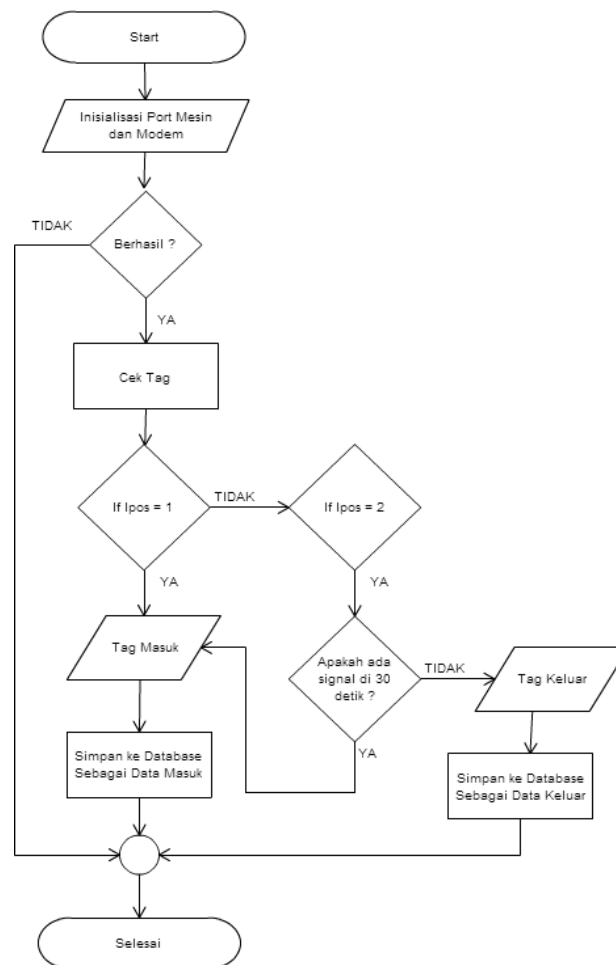 Start
Inisialisasi Port Mesin
dan Modem
TIDAK
Berhasil ?
YA
Cek Tag
If Ipos = 1
TIDAK
If Ipos = 2
YA
YA
Tag Masuk
Apakah ada
signal di 30
detik ?
TIDAK
Tag Keluar
YA
Simpan ke Database
Sebagai Data Masuk
Simpan ke Database
Sebagai Data Keluar
Selesai